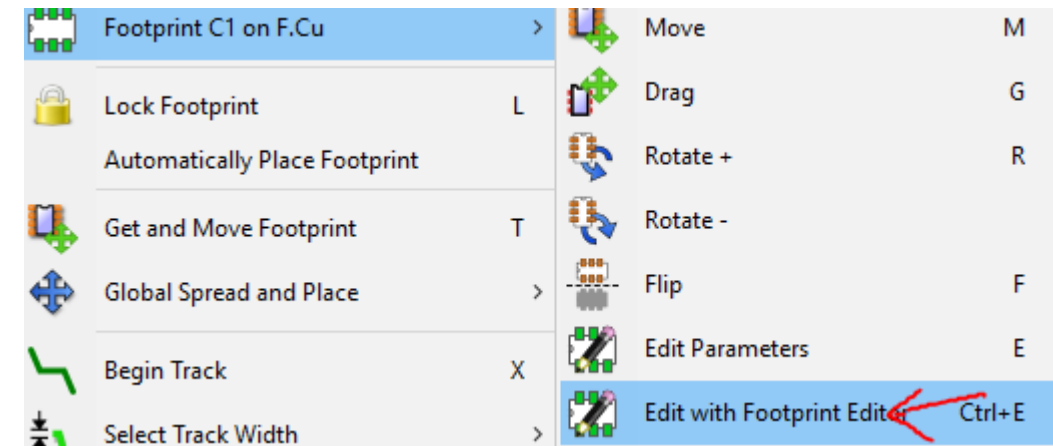 Footprint C1 on F.Cu >
Lock Footprint L
Automatically Place Footprint
Get and Move Footprint T
Global Spread and Place >
Begin Track X
Select Track Width >
Move M
Drag G
Rotate + R
Rotate -
Flip F
Edit Parameters E
Edit with Footprint Editor Ctrl+E